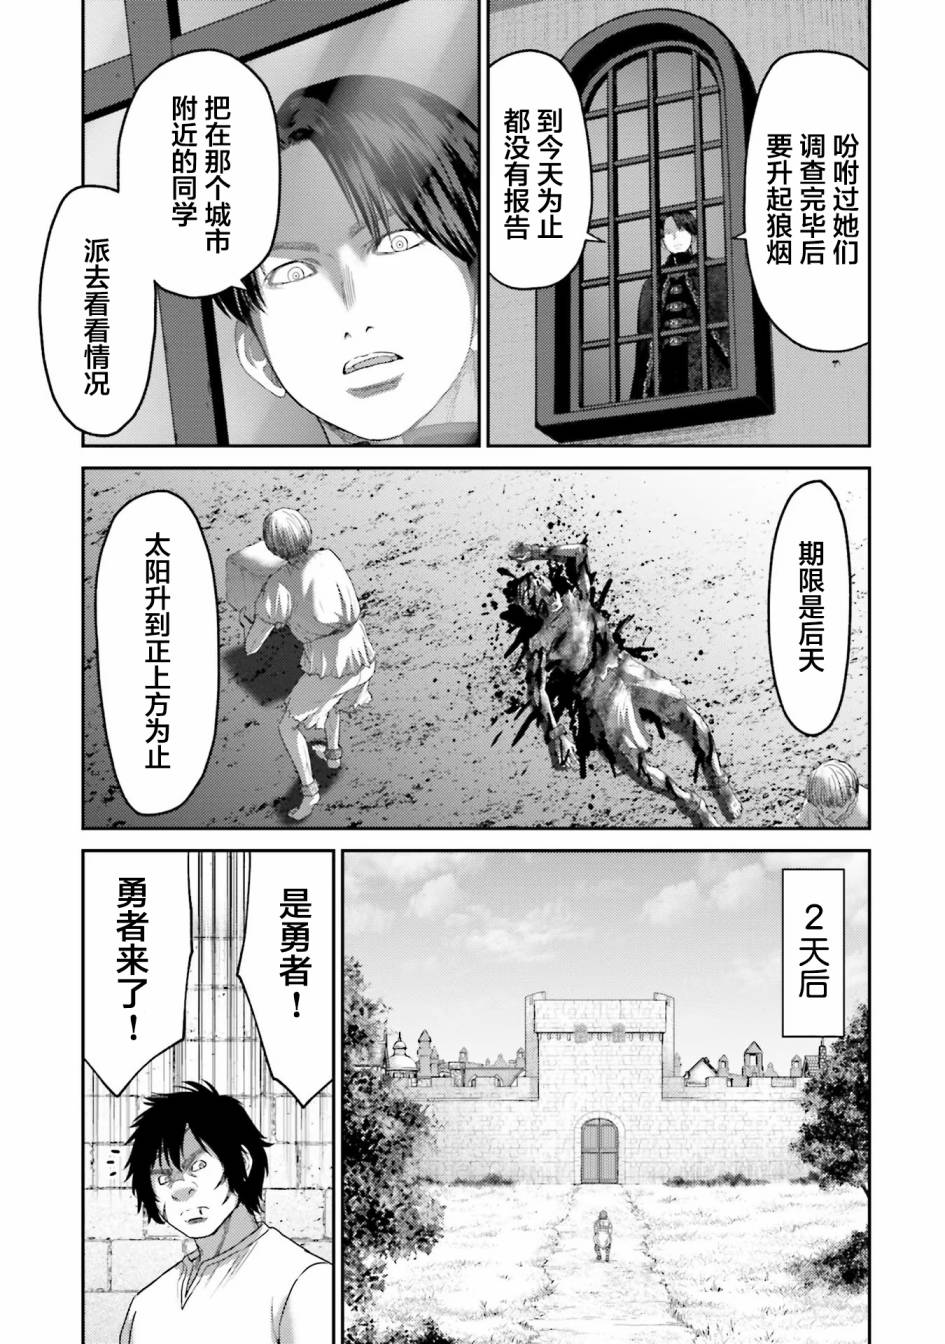 吩咐过她们
调查完毕后
要升起狼烟
到今天为止
都没有报告
把在那个城市
附近的同学
派去看看情况
期限是后天
太阳升到正上方为止
2天后
是勇者！
勇者来了！